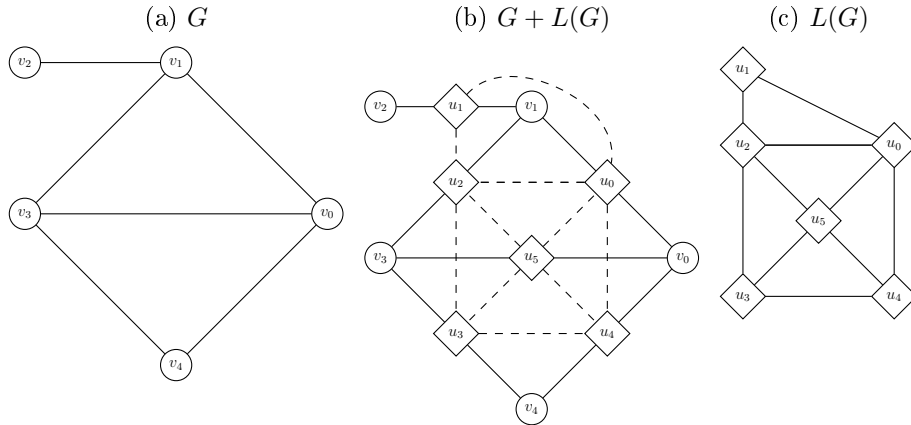 (a) G
(b) G + L(G)
(c) L(G)
v₂
v₁
v₃
v₀
v₄
v₂
u₁
v₁
u₂
u₀
v₃
u₅
v₀
u₃
u₄
v₄
u₁
u₂
u₀
u₅
u₃
u₄